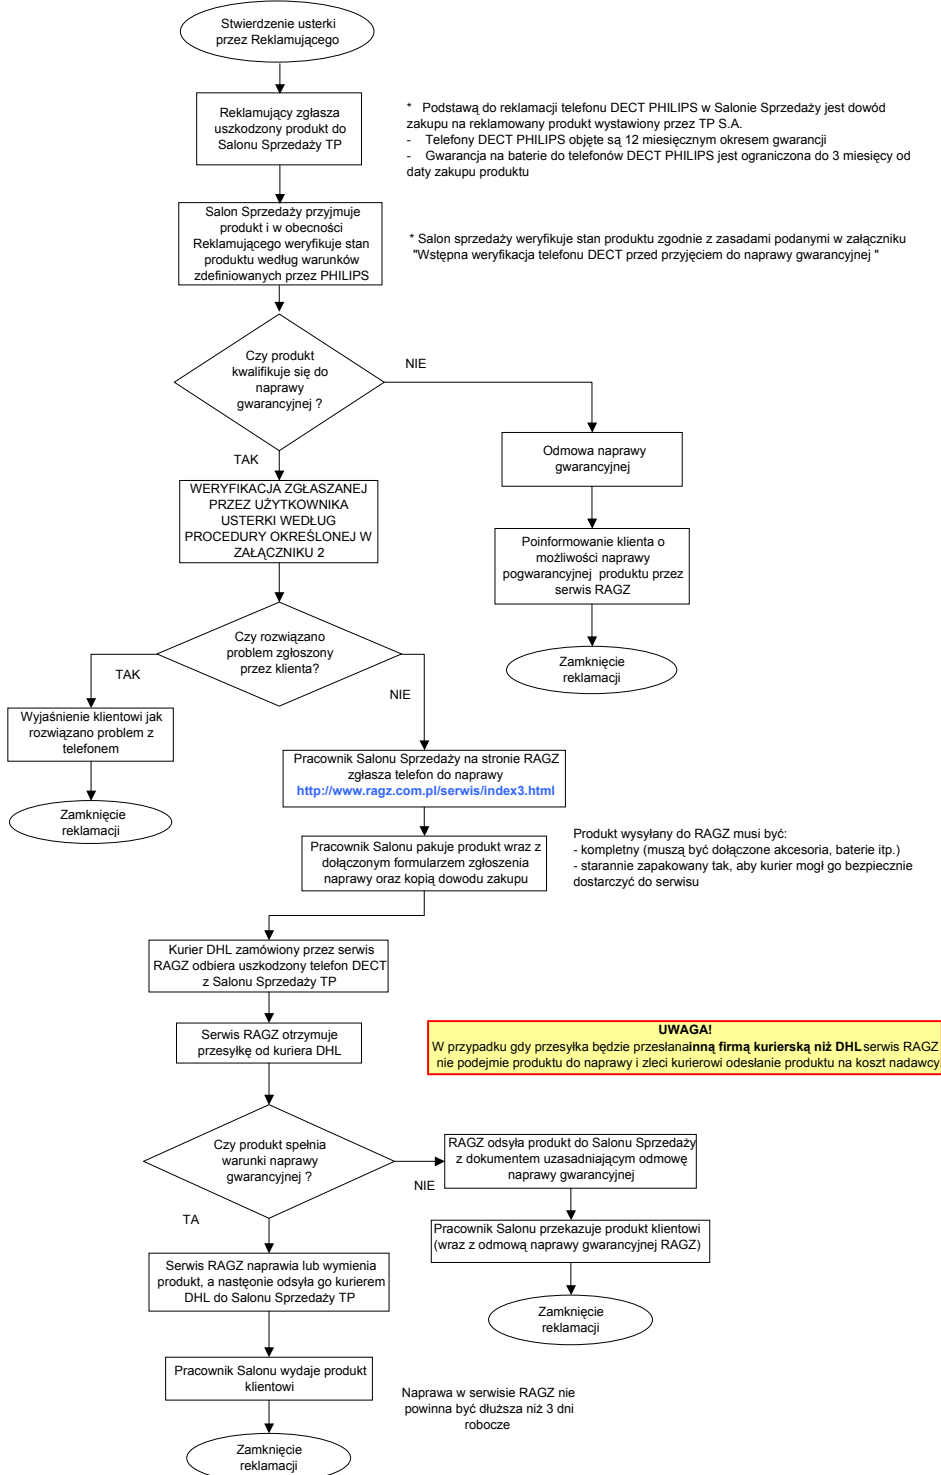 Stwierdzenie usterki
przez Reklamującego
Reklamujący zgłasza
uszkodzony produkt do
Salonu Sprzedaży TP
* Podstawą do reklamacji telefonu DECT PHILIPS w Salonie Sprzedaży jest dowód
zakupu na reklamowany produkt wystawiony przez TP S.A.
- Telefony DECT PHILIPS objęte są 12 miesięcznym okresem gwarancji
- Gwarancja na baterie do telefonów DECT PHILIPS jest ograniczona do 3 miesięcy od
daty zakupu produktu
Salon Sprzedaży przyjmuje
produkt i w obecności
Reklamującego weryfikuje stan
produktu według warunków
zdefiniowanych przez PHILIPS
* Salon sprzedaży weryfikuje stan produktu zgodnie z zasadami podanymi w załączniku
"Wstępna weryfikacja telefonu DECT przed przyjęciem do naprawy gwarancyjnej "
Czy produkt
kwalifikuje się do
naprawy
gwarancyjnej ?
NIE
TAK
Odmowa naprawy
gwarancyjnej
WERYFIKACJA ZGŁASZANEJ
PRZEZ UŻYTKOWNIKA
USTERKI WEDŁUG
PROCEDURY OKREŚLONEJ W
ZAŁĄCZNIKU 2
Poinformowanie klienta o
możliwości naprawy
pogwarancyjnej produktu przez
serwis RAGZ
Zamknięcie
reklamacji
Czy rozwiązano
problem zgłoszony
przez klienta?
TAK
NIE
Wyjaśnienie klientowi jak
rozwiązano problem z
telefonem
Zamknięcie
reklamacji
Pracownik Salonu Sprzedaży na stronie RAGZ
zgłasza telefon do naprawy
http://www.ragz.com.pl/serwis/index3.html
Pracownik Salonu pakuje produkt wraz z
dołączonym formularzem zgłoszenia
naprawy oraz kopią dowodu zakupu
Produkt wysyłany do RAGZ musi być:
- kompletny (muszą być dołączone akcesoria, baterie itp.)
- starannie zapakowany tak, aby kurier mogł go bezpiecznie
dostarczyć do serwisu
Kurier DHL zamówiony przez serwis
RAGZ odbiera uszkodzony telefon DECT
z Salonu Sprzedaży TP
Serwis RAGZ otrzymuje
przesyłkę od kuriera DHL
UWAGA!
W przypadku gdy przesyłka będzie przesłanainną firmą kurierską niż DHL serwis RAGZ
nie podejmie produktu do naprawy i zleci kurierowi odesłanie produktu na koszt nadawcy.
Czy produkt spełnia
warunki naprawy
gwarancyjnej ?
NIE
TA
RAGZ odsyła produkt do Salonu Sprzedaży
z dokumentem uzasadniającym odmowę
naprawy gwarancyjnej
Pracownik Salonu przekazuje produkt klientowi
(wraz z odmową naprawy gwarancyjnej RAGZ)
Zamknięcie
reklamacji
Serwis RAGZ naprawia lub wymienia
produkt, a nastęonie odsyła go kurierem
DHL do Salonu Sprzedaży TP
Pracownik Salonu wydaje produkt
klientowi
Naprawa w serwisie RAGZ nie
powinna być dłuższa niż 3 dni
robocze
Zamknięcie
reklamacji